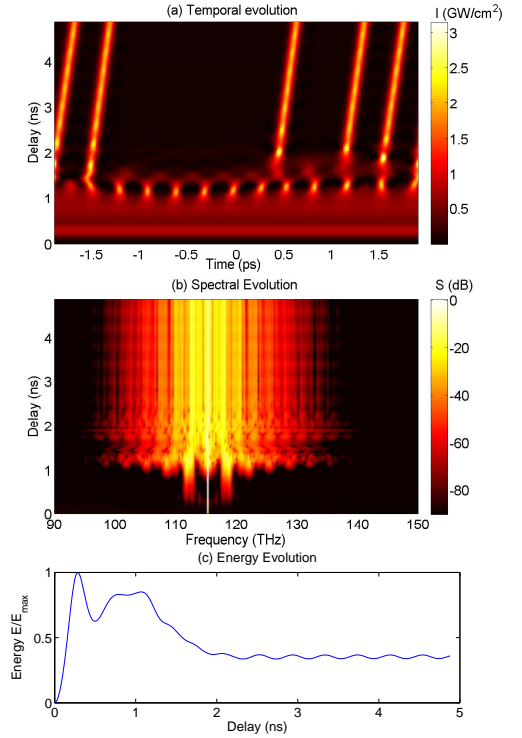 (a) Temporal evolution
I (GW/cm²)
Delay (ns)
4
3
2
1
0
-1.5 -1 -0.5 0 0.5 1 1.5
Time (ps)
3
2.5
2
1.5
1
0.5
(b) Spectral Evolution
S (dB)
Delay (ns)
4
3
2
1
0
90 100 110 120 130 140 150
Frequency (THz)
0
-20
-40
-60
-80
(c) Energy Evolution
Energy E/Emax
1
0.5
0
0 1 2 3 4 5
Delay (ns)